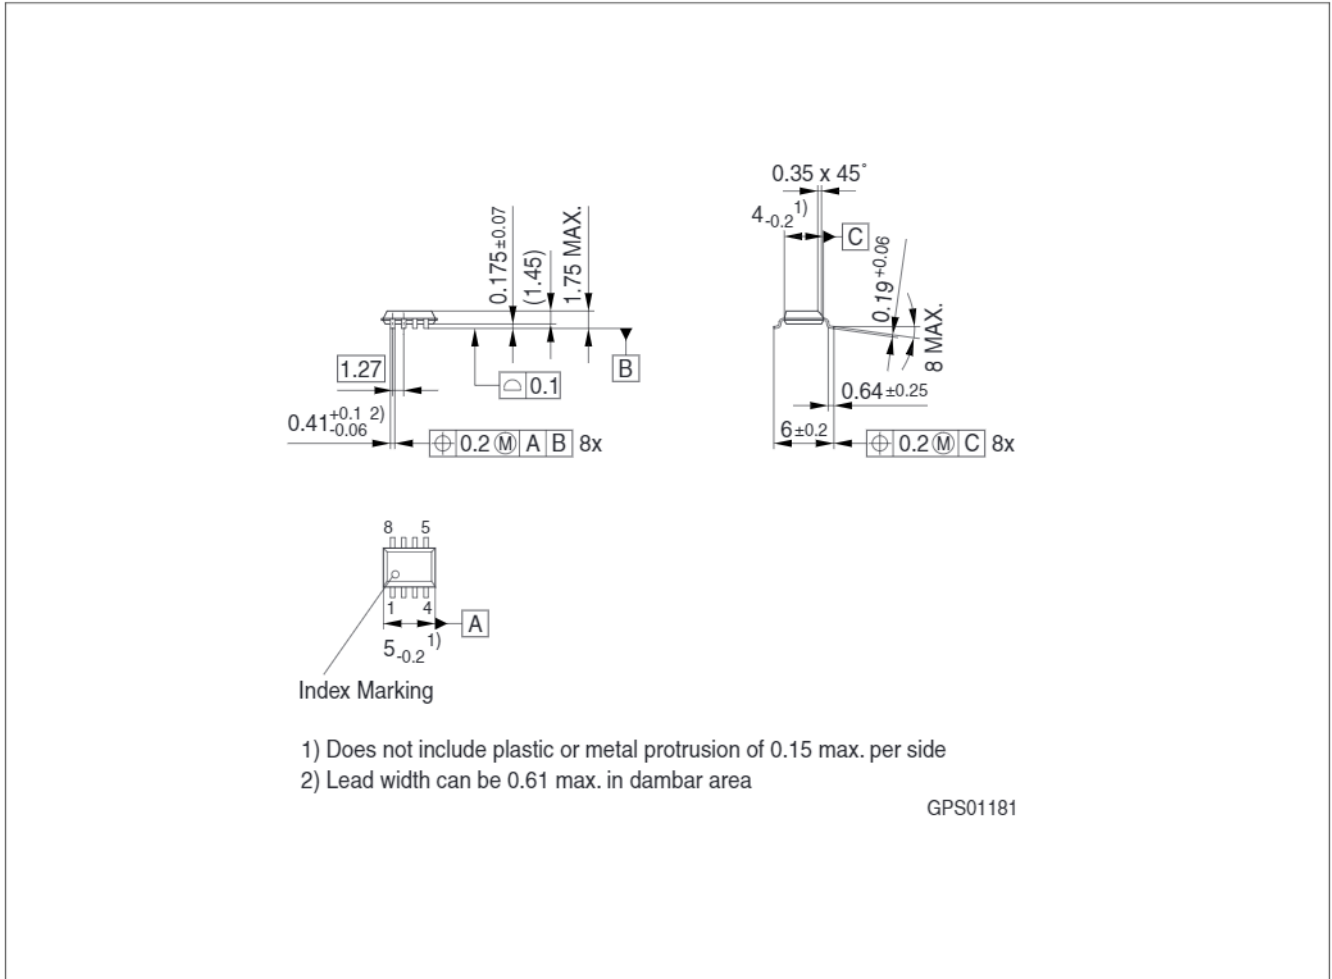 0.35 x 45°
4-0.2 1)
C
0.175±0.07
(1.45)
1.75 MAX.
0.19 +0.06
8 MAX.
B
1.27
0.1
0.64±0.25
0.41 +0.1 -0.06 2)
0.2 Ⓜ A B 8x
6±0.2
0.2 Ⓜ C 8x
8 5
1 4
A
5-0.2 1)
Index Marking
1) Does not include plastic or metal protrusion of 0.15 max. per side
2) Lead width can be 0.61 max. in dambar area
GPS01181